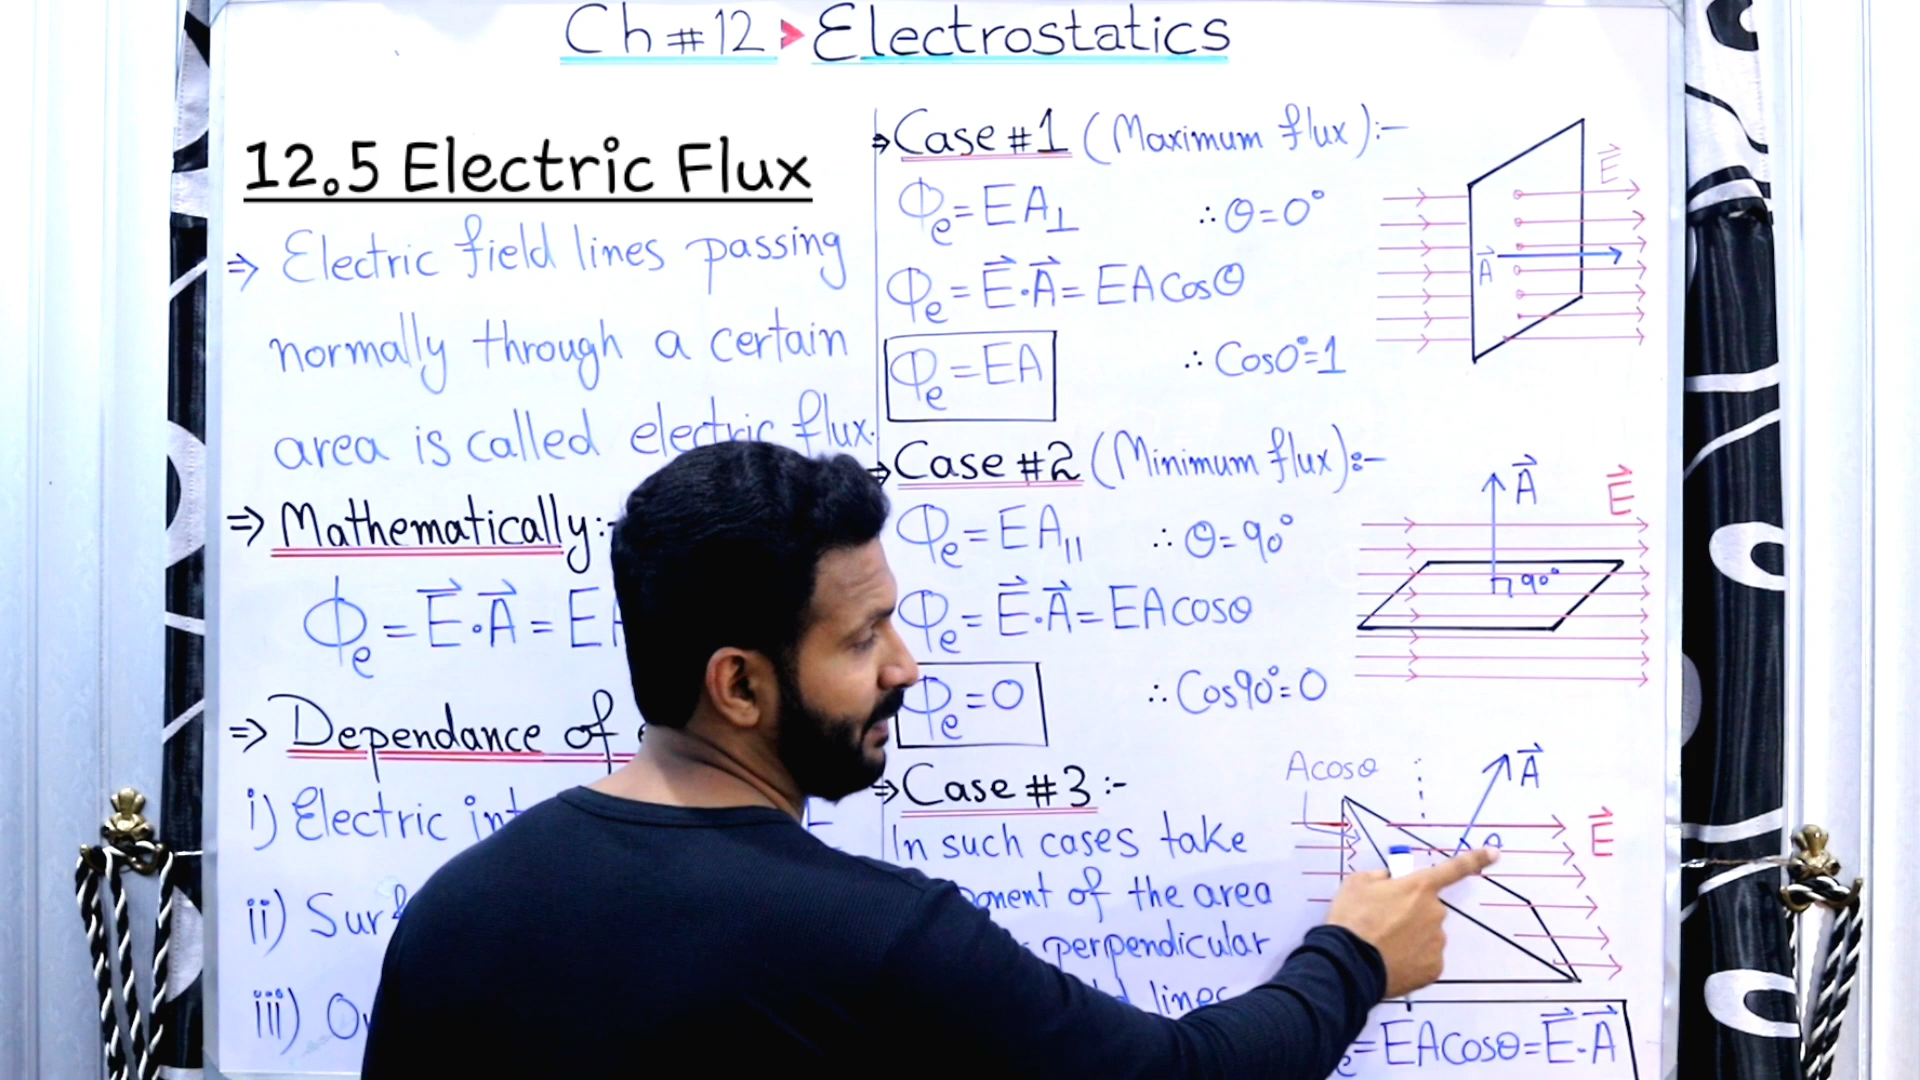 Ch #12 > Electrostatics
12.5 Electric Flux
⇒ Electric field lines passing
normally through a certain
area is called electric flux.
⇒ Mathematically:-
Φe = E⃗.A⃗ = EA
⇒ Dependance of
i) Electric
ii)
iii)
⇒ Case #1 (Maximum flux):-
Φe = EA⊥ ∴ θ=0°
Φe = E⃗.A⃗ = EACosθ
Φe = EA ∴ Cos0°=1
E⃗
A⃗
⇒ Case #2 (Minimum flux):-
Φe = EA|| ∴ θ=90°
Φe = E⃗.A⃗ = EAcosθ
Φe = 0 ∴ Cos90°=0
A⃗
E⃗
90°
⇒ Case #3 :-
In such cases take
of the area
perpendicular
lines
Acosθ
A⃗
E⃗
= EACosθ = E⃗.A⃗